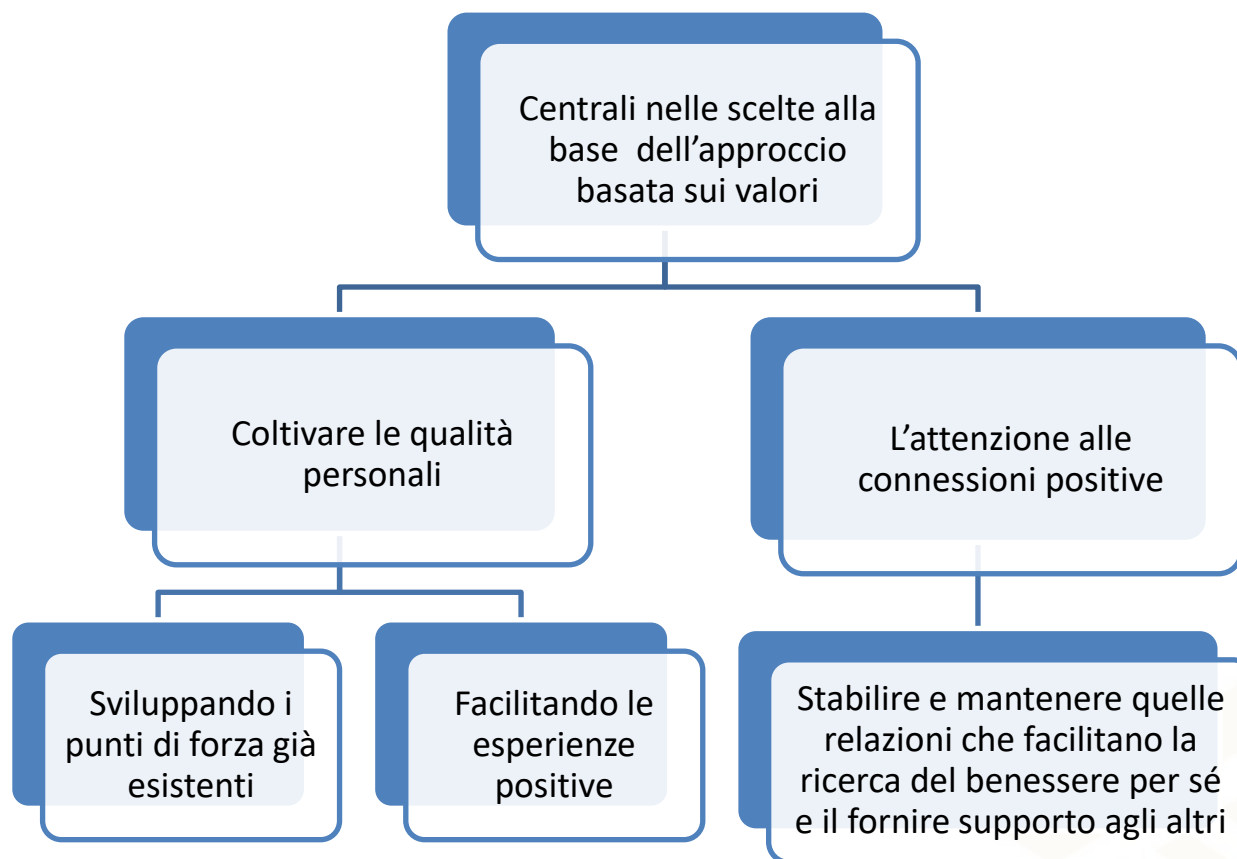 Centrali nelle scelte alla
base dell’approccio
basata sui valori
Coltivare le qualità
personali
L’attenzione alle
connessioni positive
Sviluppando i
punti di forza già
esistenti
Facilitando le
esperienze
positive
Stabilire e mantenere quelle
relazioni che facilitano la
ricerca del benessere per sé
e il fornire supporto agli altri